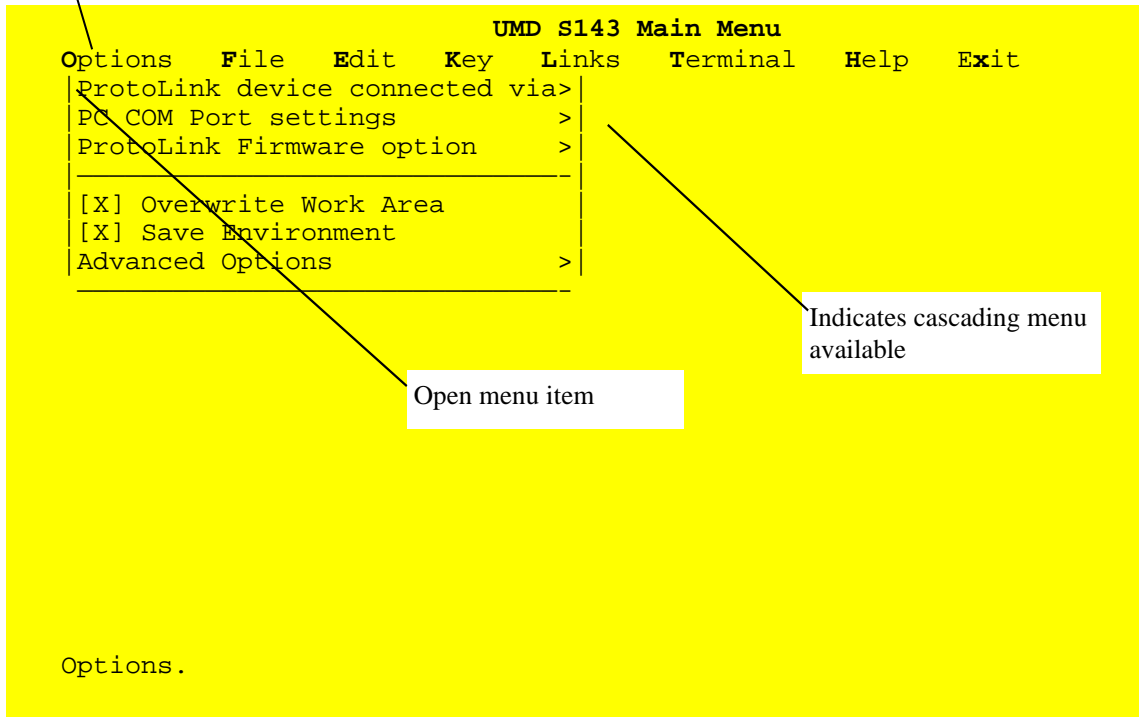 UMD S143 Main Menu
Options File Edit Key Links Terminal Help Exit
|ProtoLink device connected via>|
|PC COM Port settings >|
|ProtoLink Firmware option >|
|[X] Overwrite Work Area |
|[X] Save Environment |
|Advanced Options >|
Indicates cascading menu
available
Open menu item
Options.